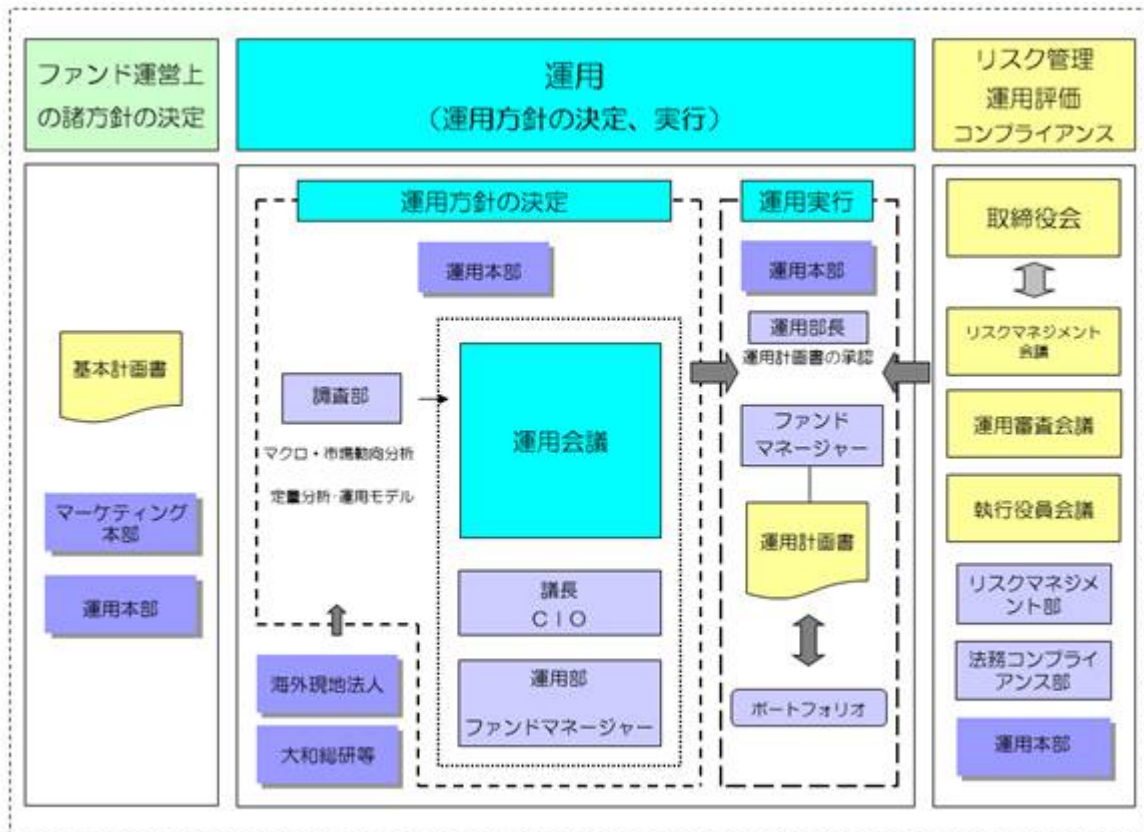 ファンド運営上
の諸方針の決定
運用
（運用方針の決定、実行）
リスク管理
運用評価
コンプライアンス
基本計画書
マーケティング
本部
運用本部
運用方針の決定
運用本部
調査部
マクロ・市場動向分析
定量分析・運用モデル
運用会議
議長
ＣＩＯ
運用部
ファンドマネージャー
海外現地法人
大和総研等
運用実行
運用本部
運用部長
運用計画書の承認
ファンド
マネージャー
運用計画書
ポートフォリオ
取締役会
リスクマネジメント
会議
運用審査会議
執行役員会議
リスクマネジメ
ント部
法務コンプライ
アンス部
運用本部